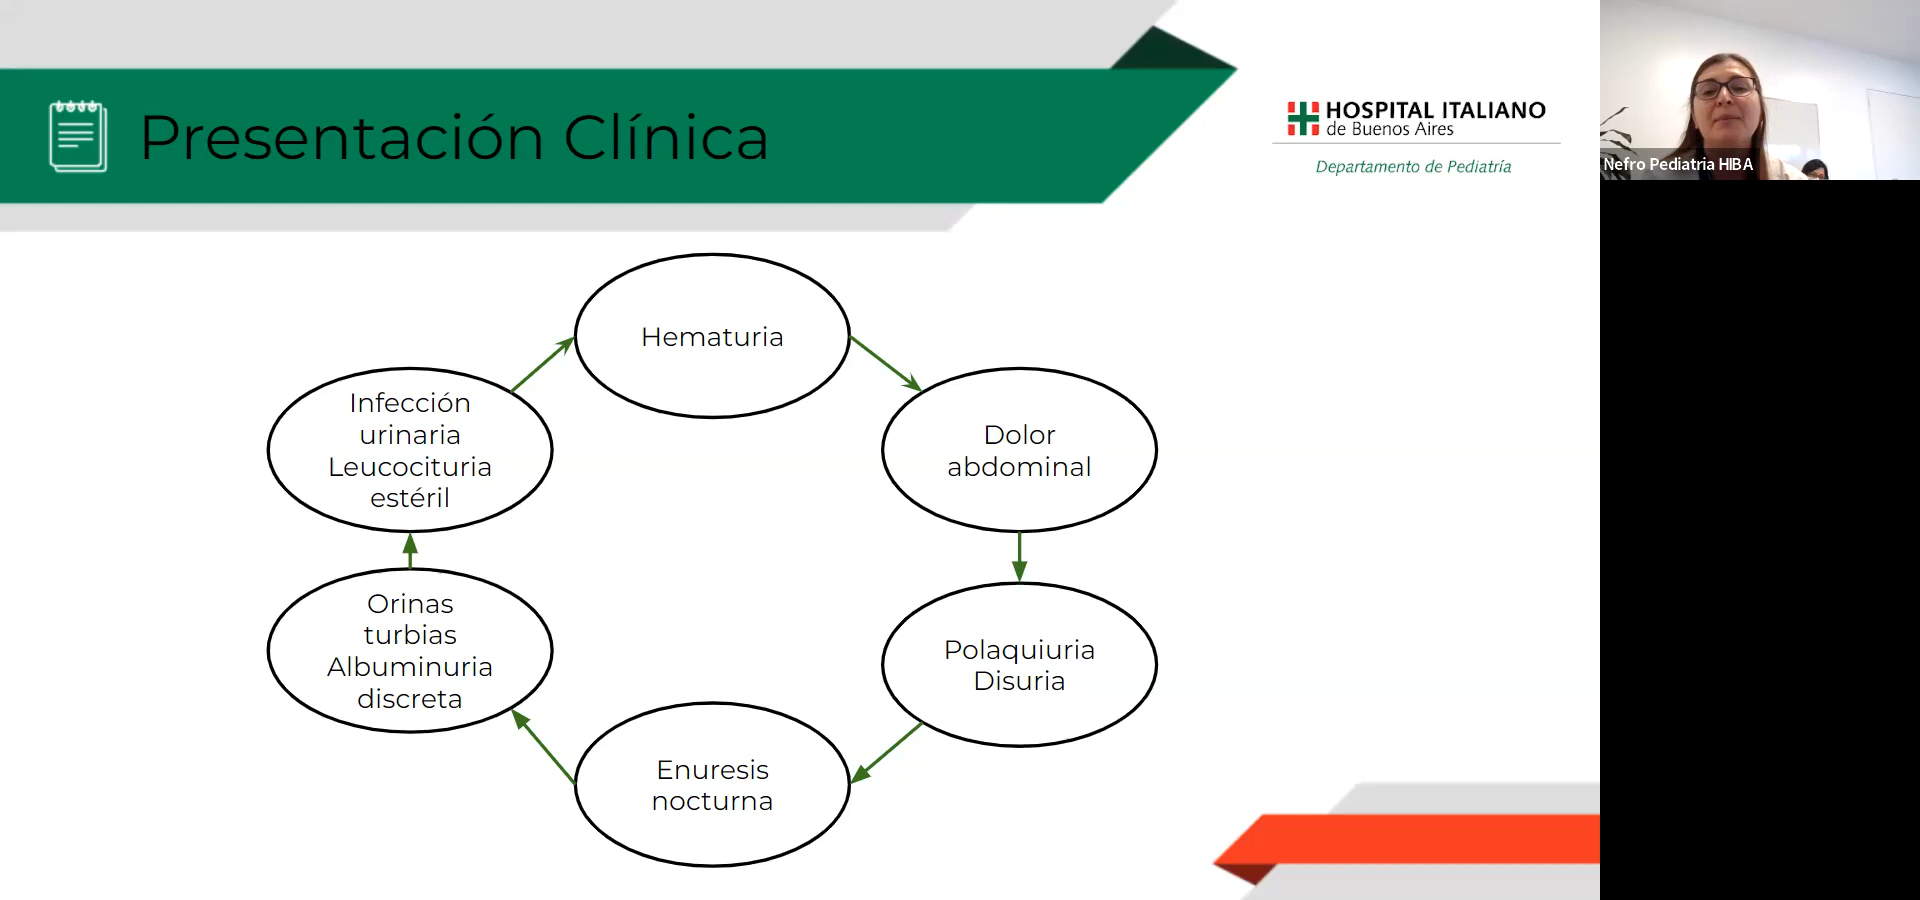 Presentación Clínica
HOSPITAL ITALIANO
de Buenos Aires
Departamento de Pediatría
Nefro Pediatria HIBA
Hematuria
Dolor
abdominal
Polaquiuria
Disuria
Enuresis
nocturna
Orinas
turbias
Albuminuria
discreta
Infección
urinaria
Leucocituria
estéril